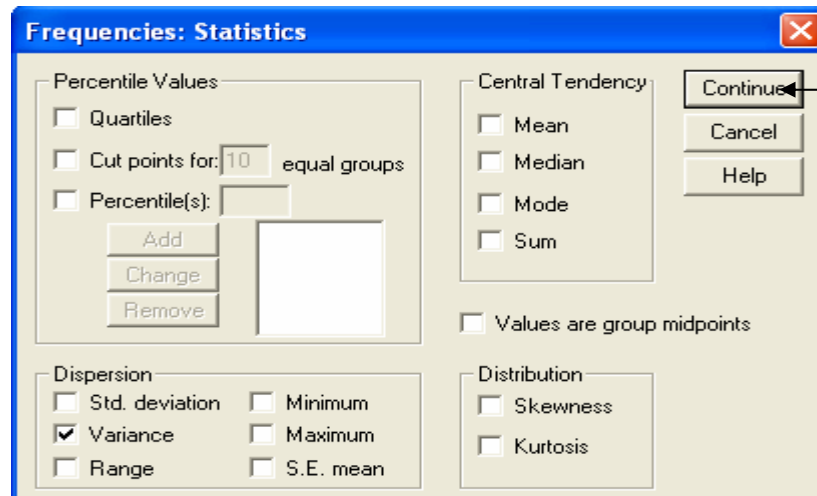 Frequencies: Statistics
Percentile Values
Quartiles
Cut points for: 10 equal groups
Percentile(s):
Add
Change
Remove
Central Tendency
Mean
Median
Mode
Sum
Continue
Cancel
Help
Values are group midpoints
Dispersion
Std. deviation Minimum
Variance Maximum
Range S.E. mean
Distribution
Skewness
Kurtosis